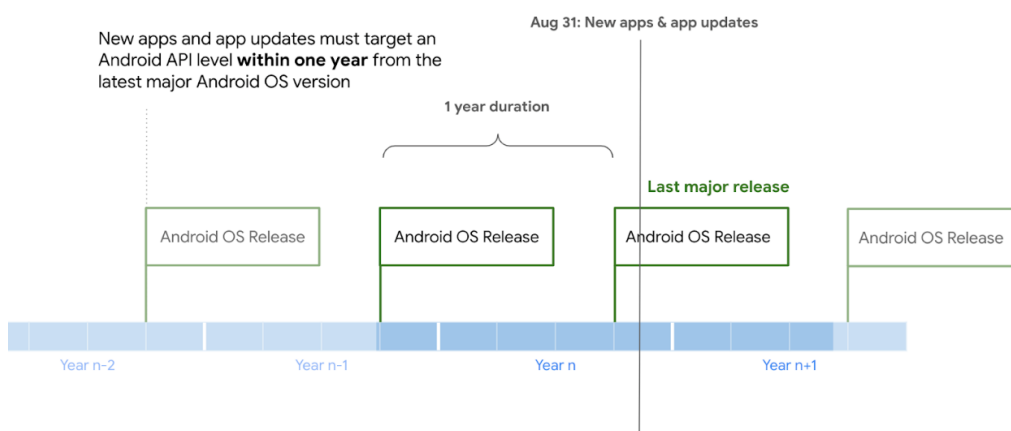 Aug 31: New apps & app updates
New apps and app updates must target an
Android API level within one year from the
latest major Android OS version
1 year duration
Last major release
Android OS Release
Android OS Release
Android OS Release
Android OS Release
Year n-2
Year n-1
Year n
Year n+1